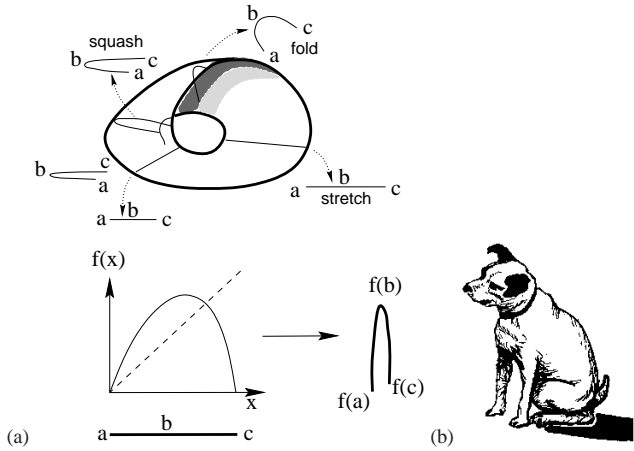 b c
a fold
squash
b c
a
c
b a
a b c
b
a c
stretch
f(x)
f(b)
f(a) f(c)
x
a b c
(a) (b)